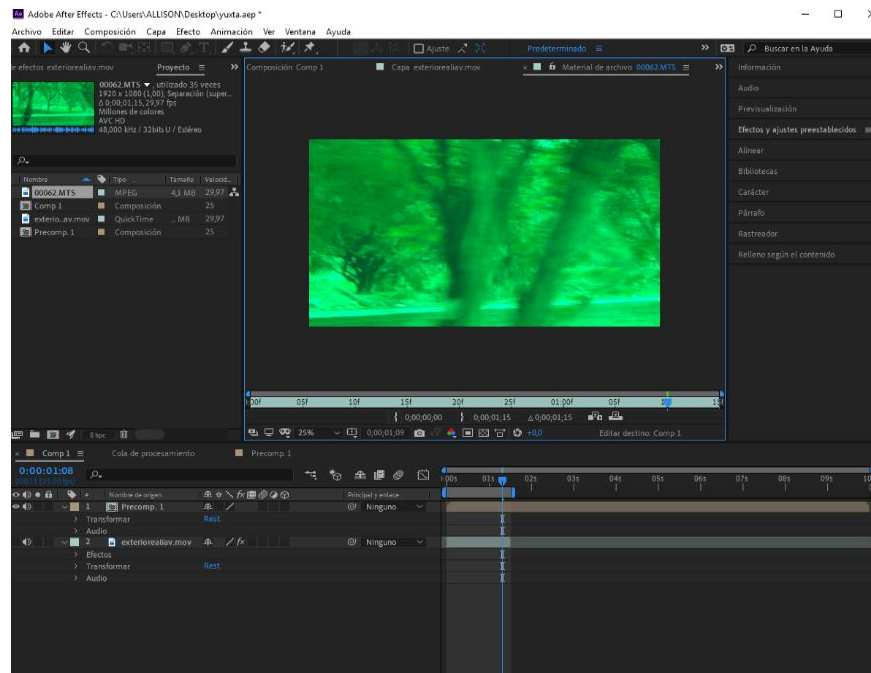 Adobe After Effects - C:\Users\ALLISON\Desktop\yuxta.aep *
Archivo Editar Composición Capa Efecto Animación Ver Ventana Ayuda
Ajuste Predeterminado Buscar en la Ayuda
e efectos exteriorealiav.mov Proyecto
Composición Comp 1 Capa exteriorealiav.mov Material de archivo 00062.MTS
00062.MTS , utilizado 35 veces
1920 x 1080 (1,00), Separación (super...
Δ 0;00;01;15, 29,97 fps
Millones de colores
AVC HD
48,000 kHz / 32bits U / Estéreo
Nombre Tipo Tamaño Velocid...
00062.MTS MPEG 4,1 MB 29,97
Comp 1 Composición 25
exterio...av.mov QuickTime ... MB 29,97
Precomp. 1 Composición 25
8 bpc
00f 05f 10f 15f 20f 25f 01:00f 05f 15f
0;00;00;00 0;00;01;15 Δ 0;00;01;15
25% 0;00;01;09 +0,0 Editar destino: Comp 1
Información
Audio
Previsualización
Efectos y ajustes preestablecidos
Alinear
Bibliotecas
Carácter
Párrafo
Rastreador
Relleno según el contenido
Comp 1 Cola de procesamiento Precomp. 1
0:00:01:08
(25.00 fps)
01s 02s 03s 04s 05s 06s 07s 08s 09s 10
Nombre de origen Principal y enlace
1 Precomp. 1 Ninguno
Transformar Rest.
Audio
2 exteriorealiav.mov fx Ninguno
Efectos
Transformar Rest.
Audio